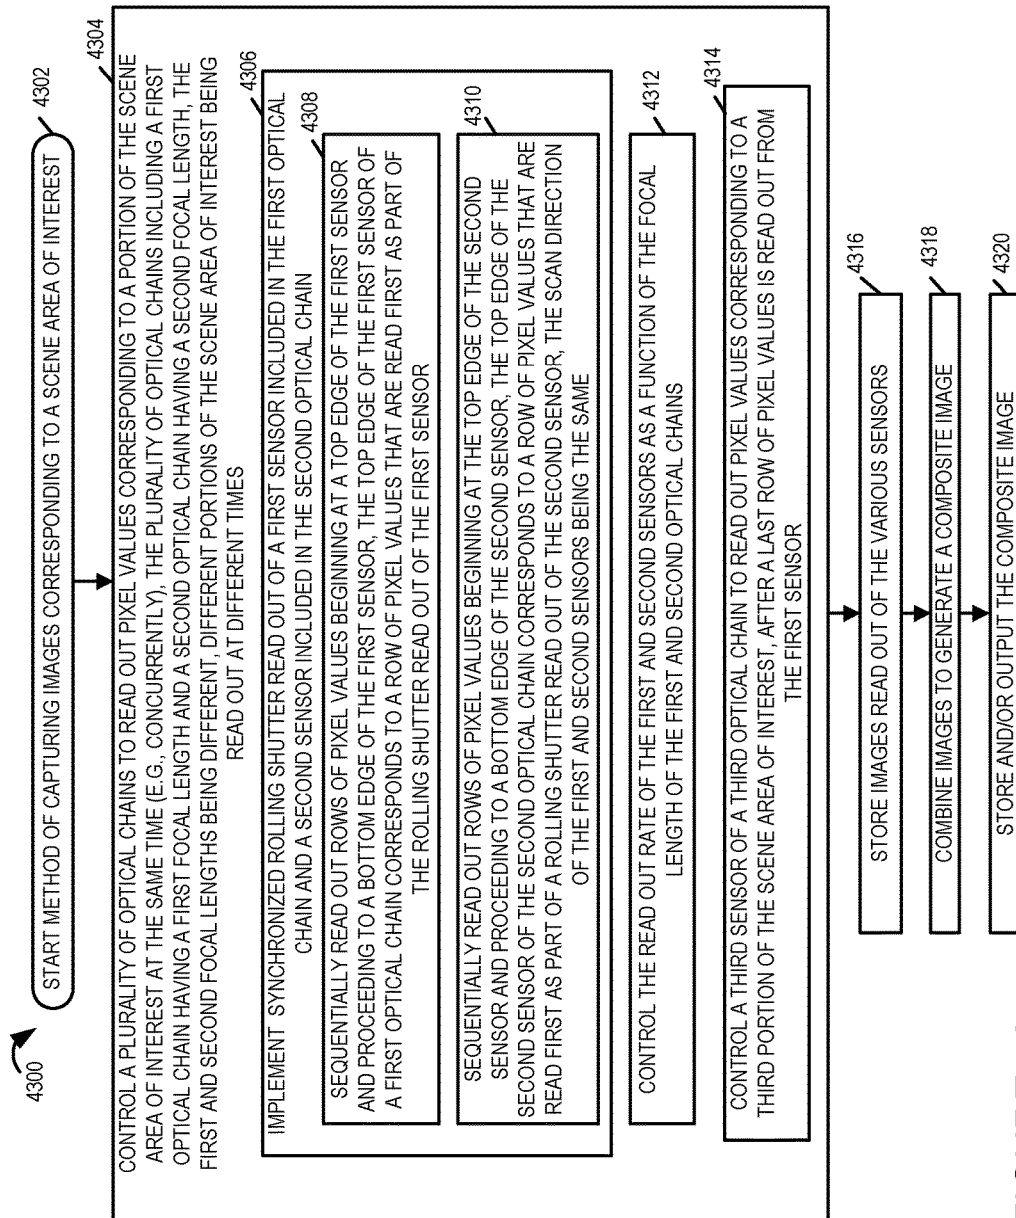 4300
START METHOD OF CAPTURING IMAGES CORRESPONDING TO A SCENE AREA OF INTEREST
4302
4304
CONTROL A PLURALITY OF OPTICAL CHAINS TO READ OUT PIXEL VALUES CORRESPONDING TO A PORTION OF THE SCENE
AREA OF INTEREST AT THE SAME TIME (E.G., CONCURRENTLY), THE PLURALITY OF OPTICAL CHAINS INCLUDING A FIRST
OPTICAL CHAIN HAVING A FIRST FOCAL LENGTH AND A SECOND OPTICAL CHAIN HAVING A SECOND FOCAL LENGTH, THE
FIRST AND SECOND FOCAL LENGTHS BEING DIFFERENT, DIFFERENT PORTIONS OF THE SCENE AREA OF INTEREST BEING
READ OUT AT DIFFERENT TIMES
4306
IMPLEMENT SYNCHRONIZED ROLLING SHUTTER READ OUT OF A FIRST SENSOR INCLUDED IN THE FIRST OPTICAL
CHAIN AND A SECOND SENSOR INCLUDED IN THE SECOND OPTICAL CHAIN
4308
SEQUENTIALLY READ OUT ROWS OF PIXEL VALUES BEGINNING AT A TOP EDGE OF THE FIRST SENSOR
AND PROCEEDING TO A BOTTOM EDGE OF THE FIRST SENSOR, THE TOP EDGE OF THE FIRST SENSOR OF
A FIRST OPTICAL CHAIN CORRESPONDS TO A ROW OF PIXEL VALUES THAT ARE READ FIRST AS PART OF
THE ROLLING SHUTTER READ OUT OF THE FIRST SENSOR
4310
SEQUENTIALLY READ OUT ROWS OF PIXEL VALUES BEGINNING AT THE TOP EDGE OF THE SECOND
SENSOR AND PROCEEDING TO A BOTTOM EDGE OF THE SECOND SENSOR, THE TOP EDGE OF THE
SECOND SENSOR OF THE SECOND OPTICAL CHAIN CORRESPONDS TO A ROW OF PIXEL VALUES THAT ARE
READ FIRST AS PART OF A ROLLING SHUTTER READ OUT OF THE SECOND SENSOR, THE SCAN DIRECTION
OF THE FIRST AND SECOND SENSORS BEING THE SAME
4312
CONTROL THE READ OUT RATE OF THE FIRST AND SECOND SENSORS AS A FUNCTION OF THE FOCAL
LENGTH OF THE FIRST AND SECOND OPTICAL CHAINS
4314
CONTROL A THIRD SENSOR OF A THIRD OPTICAL CHAIN TO READ OUT PIXEL VALUES CORRESPONDING TO A
THIRD PORTION OF THE SCENE AREA OF INTEREST, AFTER A LAST ROW OF PIXEL VALUES IS READ OUT FROM
THE FIRST SENSOR
4316
STORE IMAGES READ OUT OF THE VARIOUS SENSORS
4318
COMBINE IMAGES TO GENERATE A COMPOSITE IMAGE
4320
STORE AND/OR OUTPUT THE COMPOSITE IMAGE